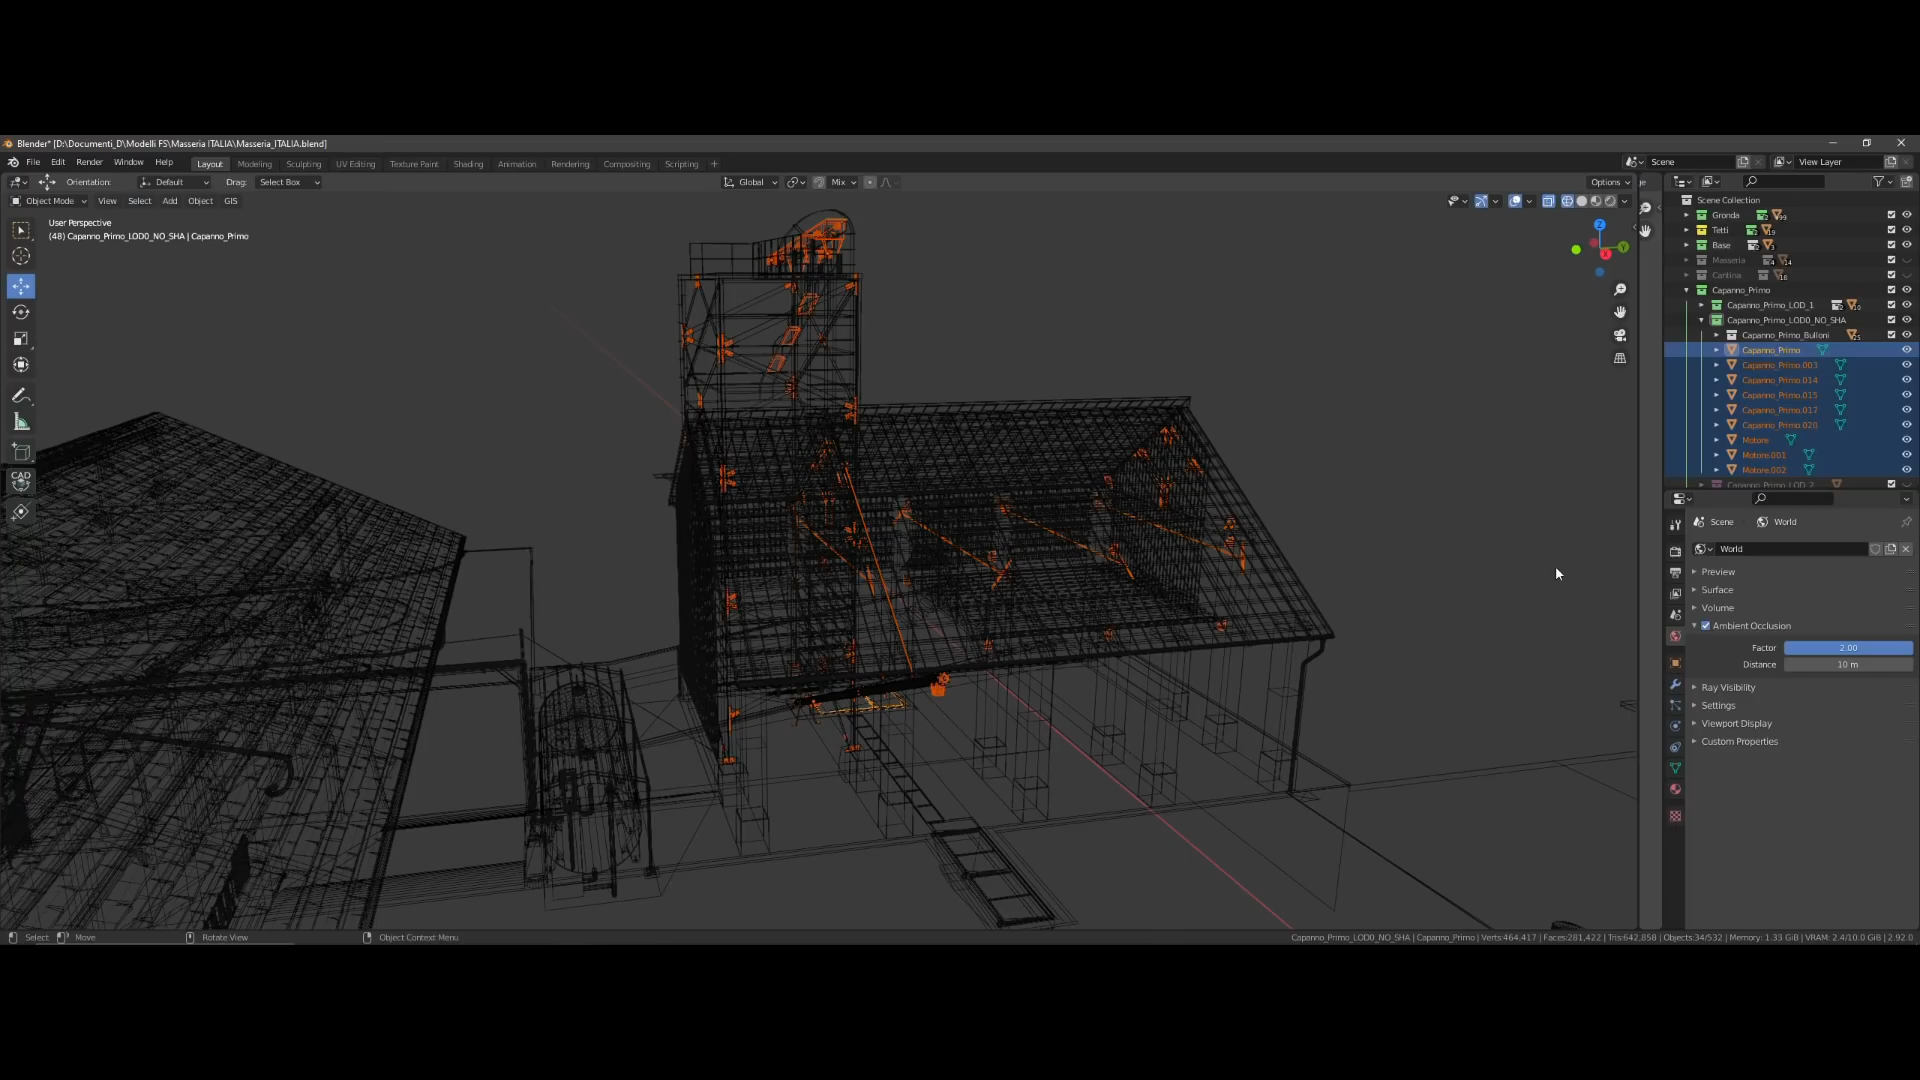 Blender* [D:\Documenti_D\Modelli FS\Masseria ITALIA\Masseria_ITALIA.blend]
File Edit Render Window Help Layout Modeling Sculpting UV Editing Texture Paint Shading Animation Rendering Compositing Scripting + Scene View Layer
Orientation: Default Drag: Select Box Global Mix Options
Object Mode View Select Add Object GIS
User Perspective
(48) Capanno_Primo_LOD0_NO_SHA | Capanno_Primo
CAD
Z
Y
X
Scene Collection
Gronda
Tetti
Base
Masseria
Cantina
Capanno_Primo
Capanno_Primo_LOD_1
Capanno_Primo_LOD0_NO_SHA
Capanno_Primo_Bulloni
Capanno_Primo
Capanno_Primo.003
Capanno_Primo.014
Capanno_Primo.015
Capanno_Primo.017
Capanno_Primo.020
Motore
Motore.001
Motore.002
Capanno_Primo_LOD_2
Scene World
World
Preview
Surface
Volume
Ambient Occlusion
Factor 2.00
Distance 10 m
Ray Visibility
Settings
Viewport Display
Custom Properties
Select Move Rotate View Object Context Menu Capanno_Primo_LOD0_NO_SHA | Capanno_Primo | Verts:464,417 | Faces:281,422 | Tris:642,858 | Objects:34/532 | Memory: 1.33 GiB | VRAM: 2.4/10.0 GiB | 2.92.0